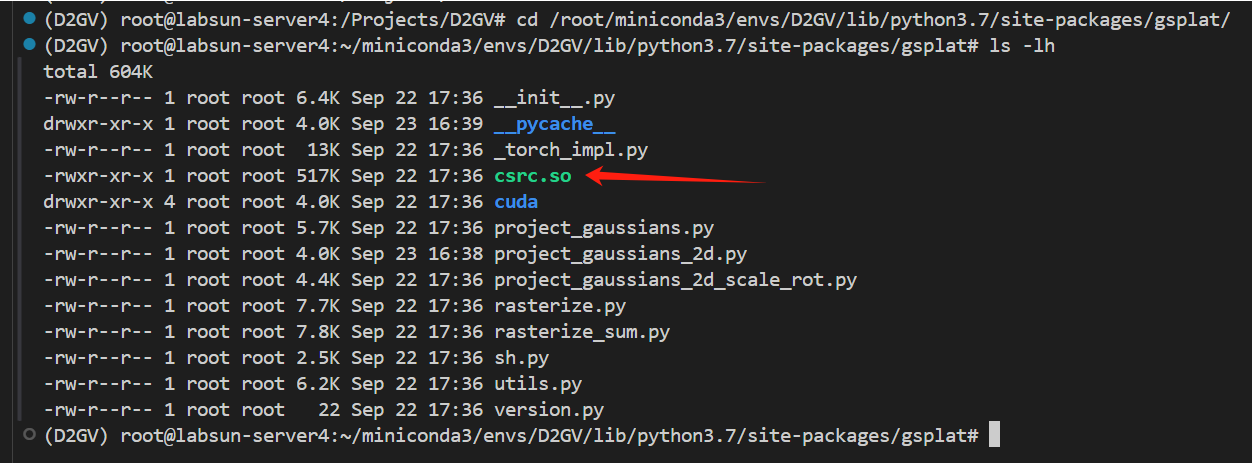 (D2GV) root@labsun-server4:/Projects/D2GV# cd /root/miniconda3/envs/D2GV/lib/python3.7/site-packages/gsplat/
(D2GV) root@labsun-server4:~/miniconda3/envs/D2GV/lib/python3.7/site-packages/gsplat# ls -lh
total 604K
-rw-r--r-- 1 root root 6.4K Sep 22 17:36 __init__.py
drwxr-xr-x 1 root root 4.0K Sep 23 16:39 __pycache__
-rw-r--r-- 1 root root  13K Sep 22 17:36 _torch_impl.py
-rwxr-xr-x 1 root root 517K Sep 22 17:36 csrc.so
drwxr-xr-x 4 root root 4.0K Sep 22 17:36 cuda
-rw-r--r-- 1 root root 5.7K Sep 22 17:36 project_gaussians.py
-rw-r--r-- 1 root root 4.0K Sep 23 16:38 project_gaussians_2d.py
-rw-r--r-- 1 root root 4.4K Sep 22 17:36 project_gaussians_2d_scale_rot.py
-rw-r--r-- 1 root root 7.7K Sep 22 17:36 rasterize.py
-rw-r--r-- 1 root root 7.8K Sep 22 17:36 rasterize_sum.py
-rw-r--r-- 1 root root 2.5K Sep 22 17:36 sh.py
-rw-r--r-- 1 root root 6.2K Sep 22 17:36 utils.py
-rw-r--r-- 1 root root   22 Sep 22 17:36 version.py
(D2GV) root@labsun-server4:~/miniconda3/envs/D2GV/lib/python3.7/site-packages/gsplat#